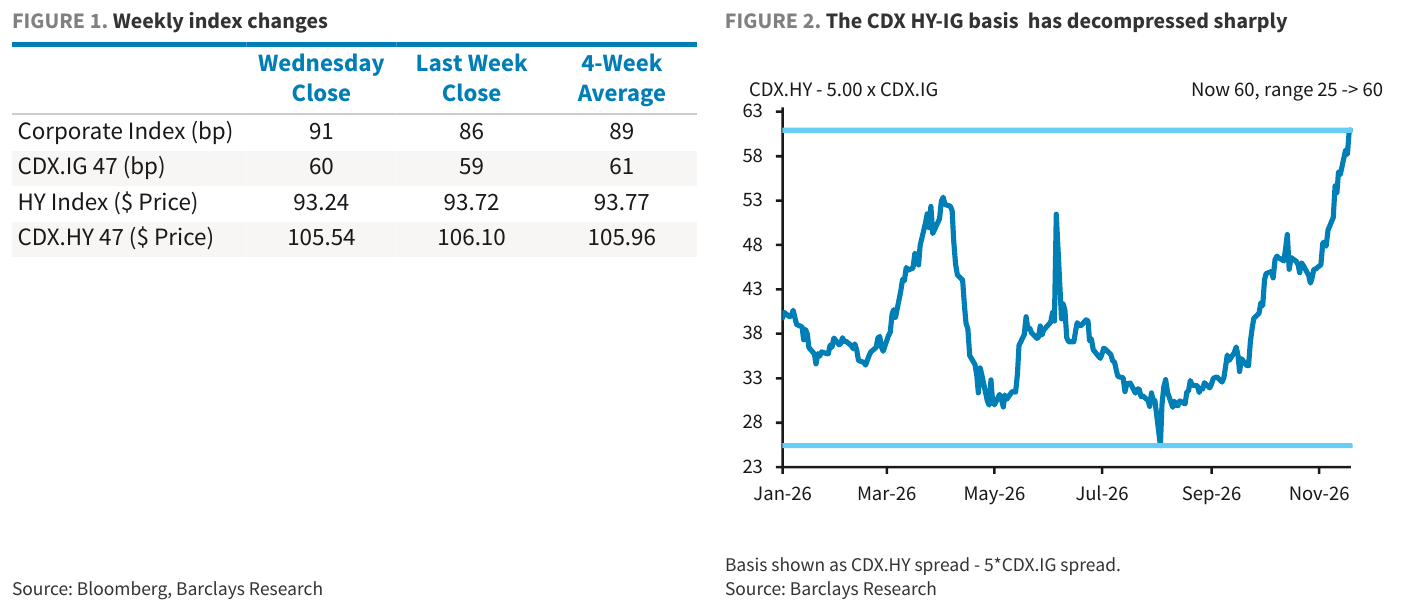 FIGURE 1. Weekly index changes
Wednesday Close Last Week Close 4-Week Average
Corporate Index (bp) 91 86 89
CDX.IG 47 (bp) 60 59 61
HY Index ($ Price) 93.24 93.72 93.77
CDX.HY 47 ($ Price) 105.54 106.10 105.96
Source: Bloomberg, Barclays Research
FIGURE 2. The CDX HY-IG basis has decompressed sharply
CDX.HY - 5.00 x CDX.IG Now 60, range 25 -> 60
63
58
53
48
43
38
33
28
23
Jan-26 Mar-26 May-26 Jul-26 Sep-26 Nov-26
Basis shown as CDX.HY spread - 5*CDX.IG spread.
Source: Barclays Research